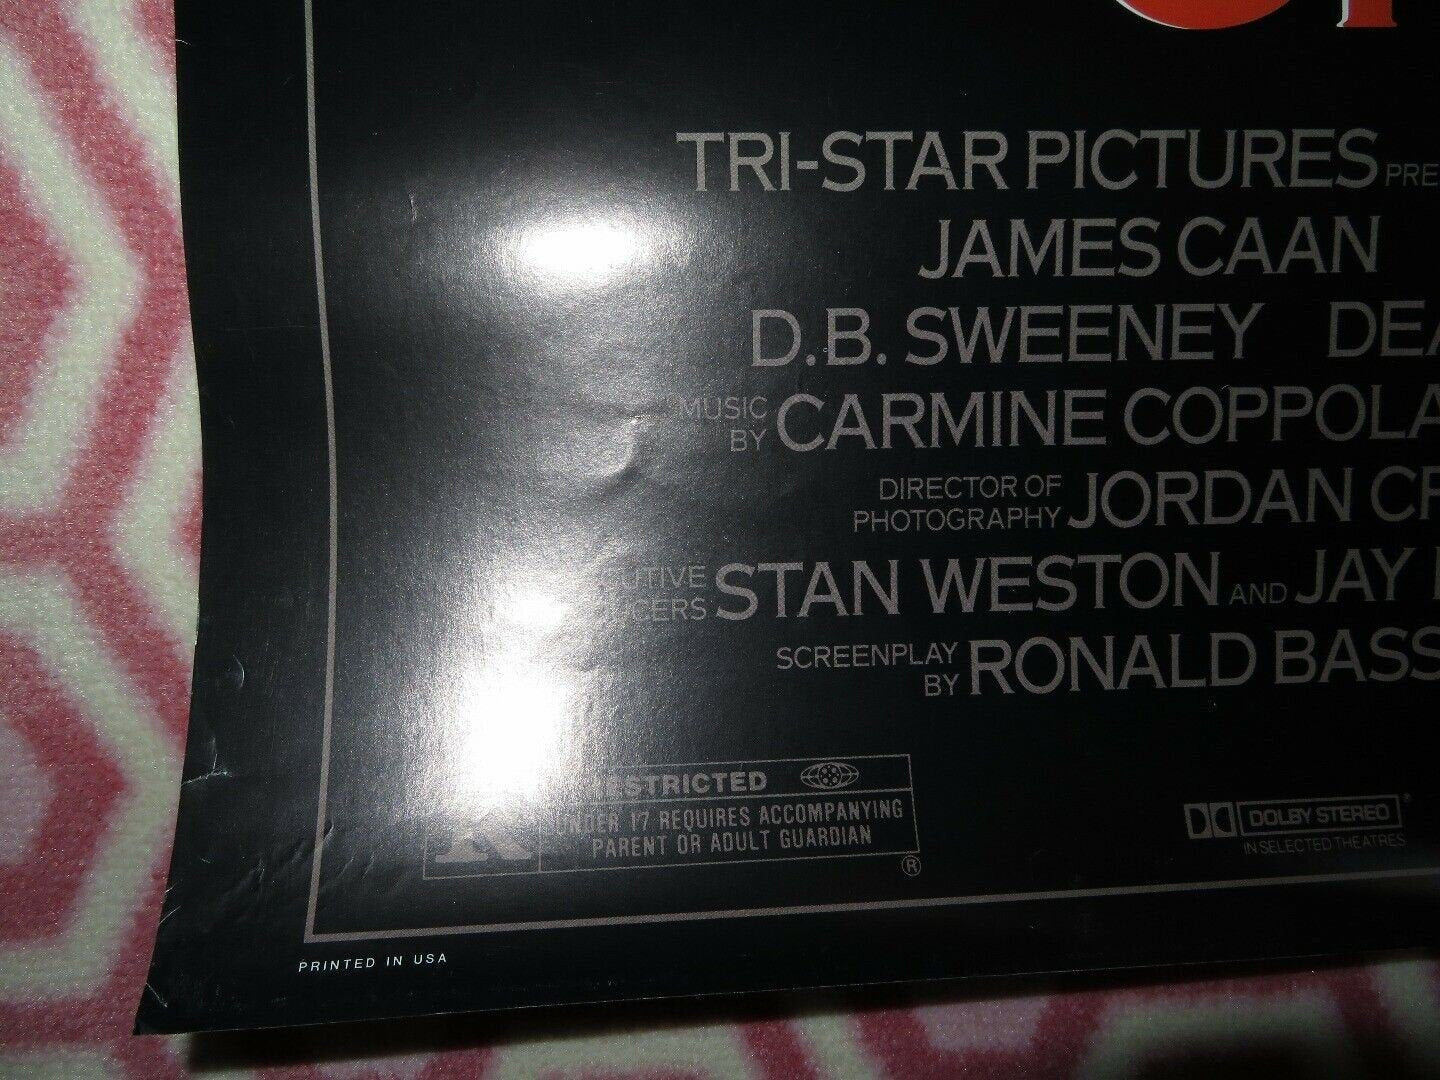 TRI-STAR PICTURES
JAMES CAAN
D.B. SWEENEY
MUSIC BY CARMINE COPPOLA
DIRECTOR OF PHOTOGRAPHY JORDAN
STAN WESTON AND JAY
SCREENPLAY BY RONALD
R
UNDER 17 REQUIRES ACCOMPANYING
PARENT OR ADULT GUARDIAN
®
DOLBY STEREO
IN SELECTED THEATRES
PRINTED IN USA